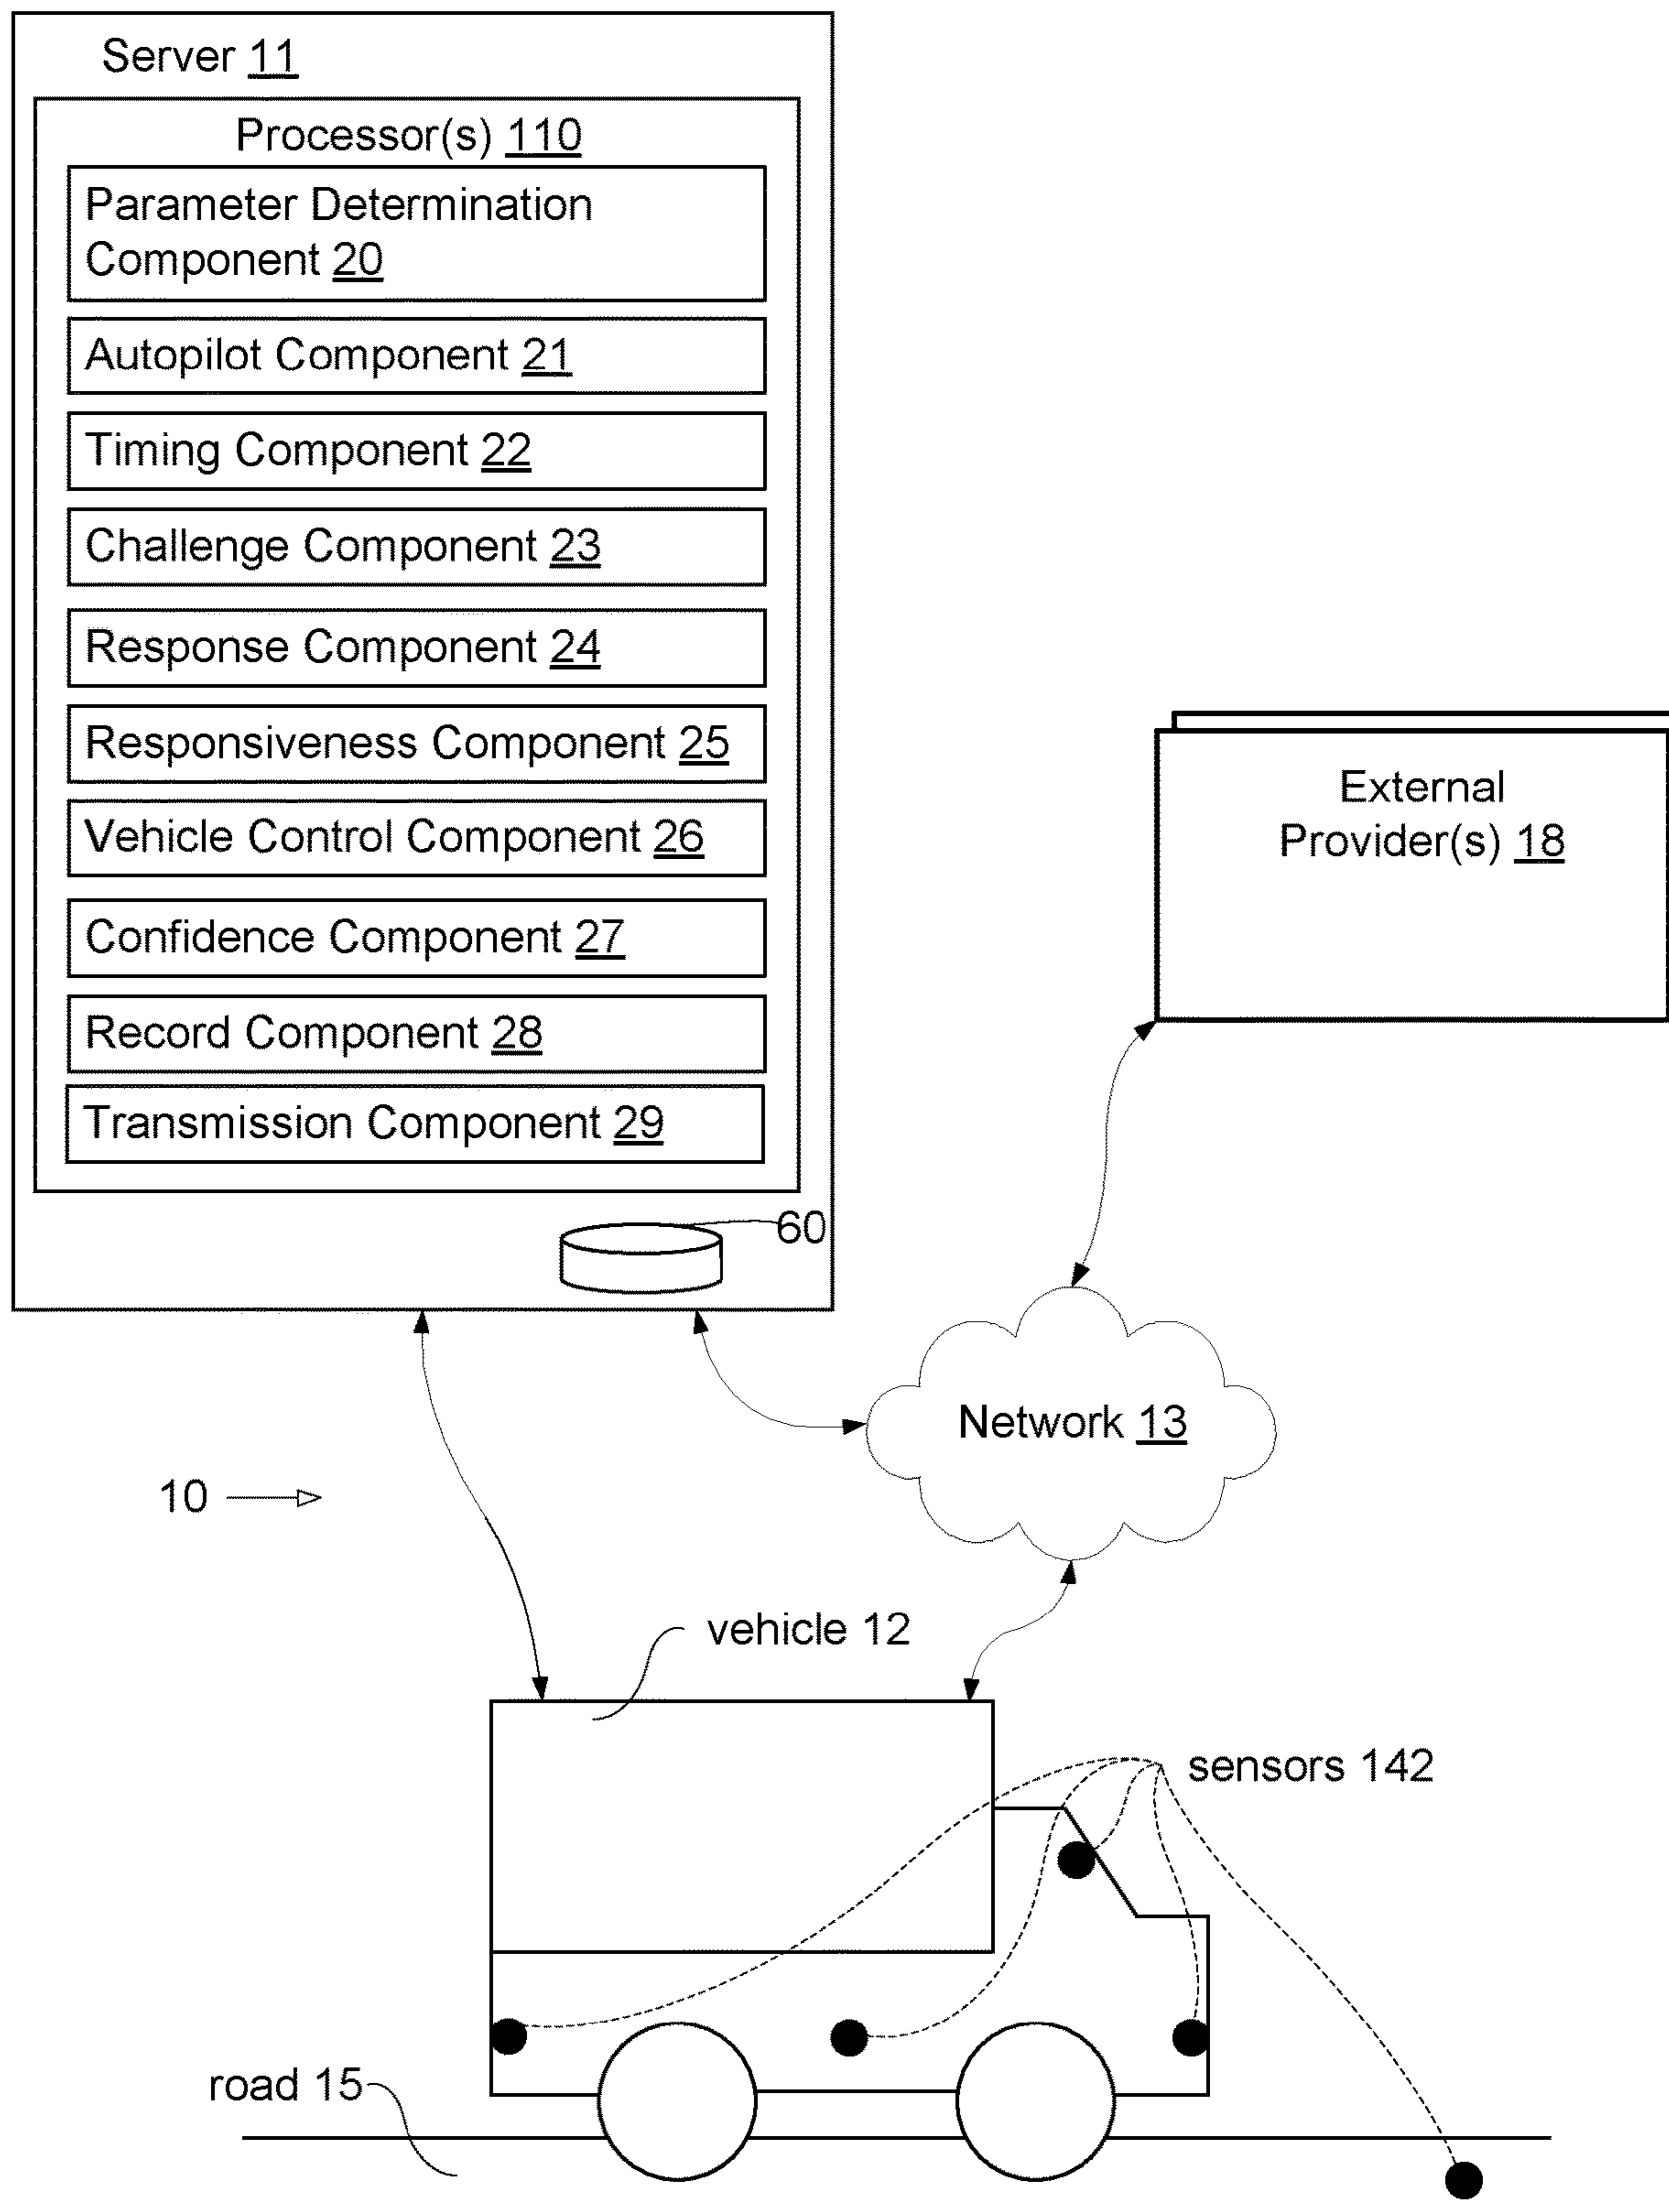 Server 11
Processor(s) 110
Parameter Determination
Component 20
Autopilot Component 21
Timing Component 22
Challenge Component 23
Response Component 24
Responsiveness Component 25
Vehicle Control Component 26
Confidence Component 27
Record Component 28
Transmission Component 29
60
External
Provider(s) 18
Network 13
10
vehicle 12
sensors 142
road 15